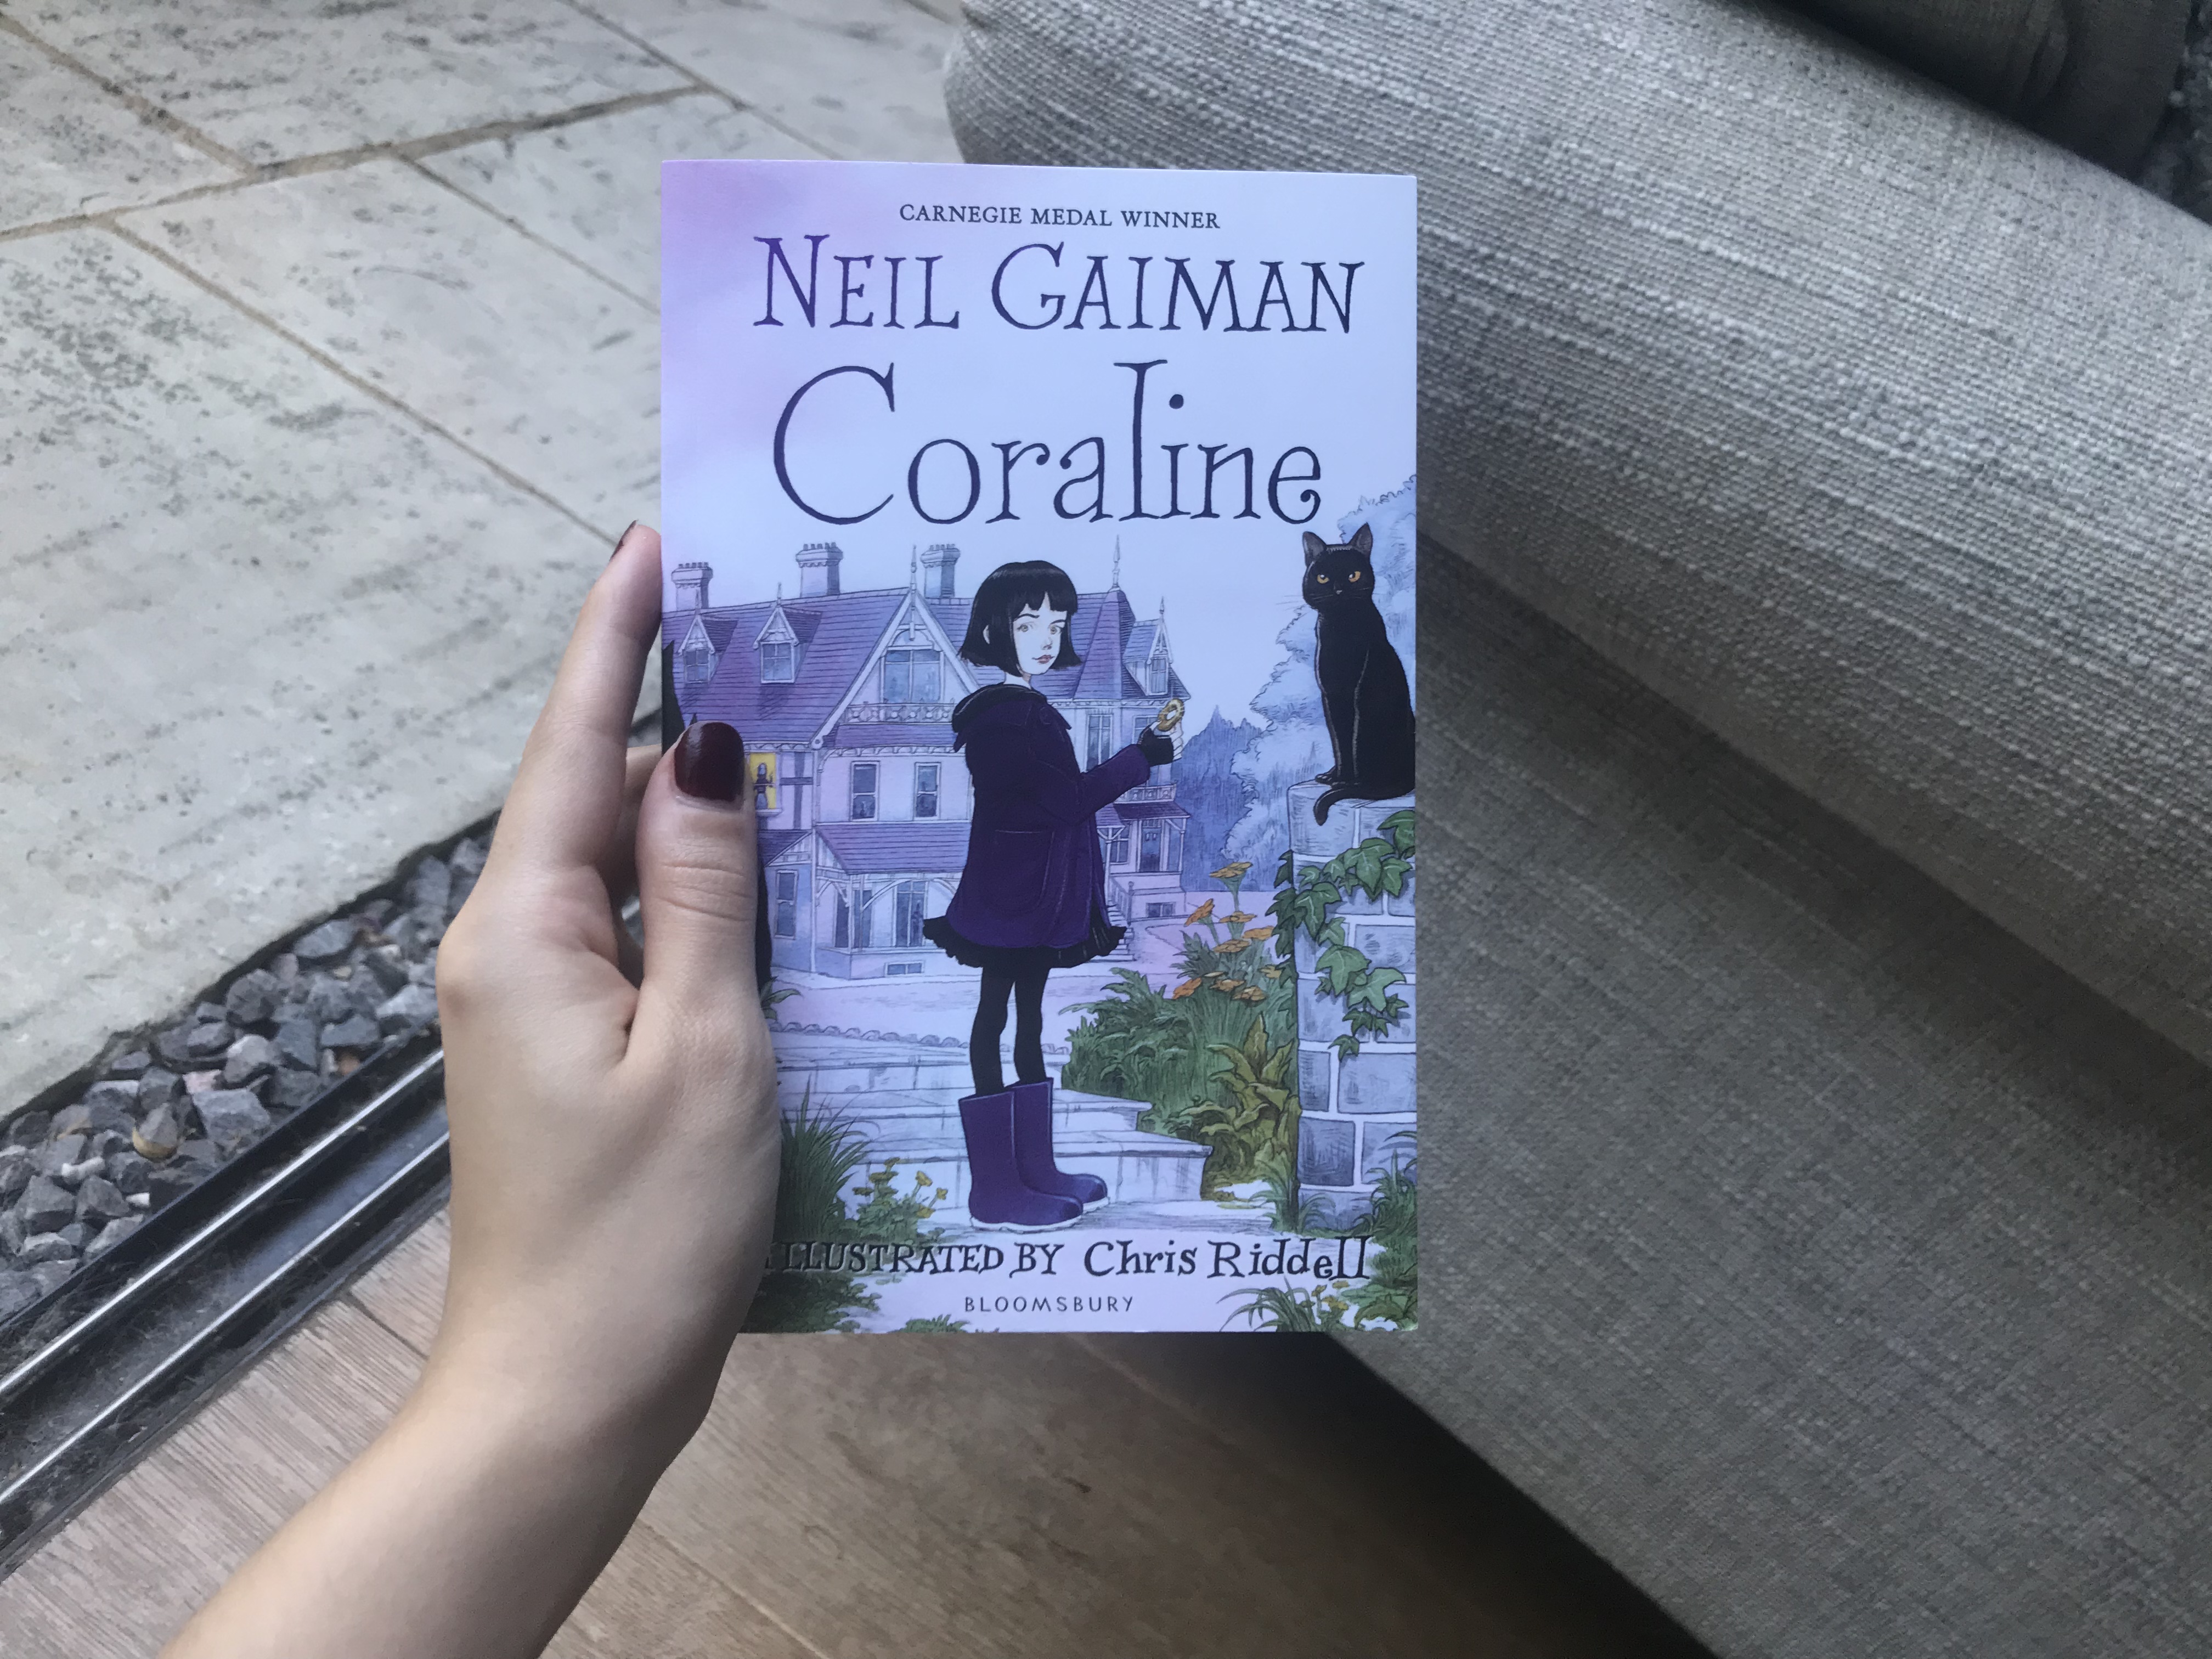 CARNEGIE MEDAL WINNER
NEIL GAIMAN
Coraline
ILLUSTRATED BY Chris Riddell
BLOOMSBURY